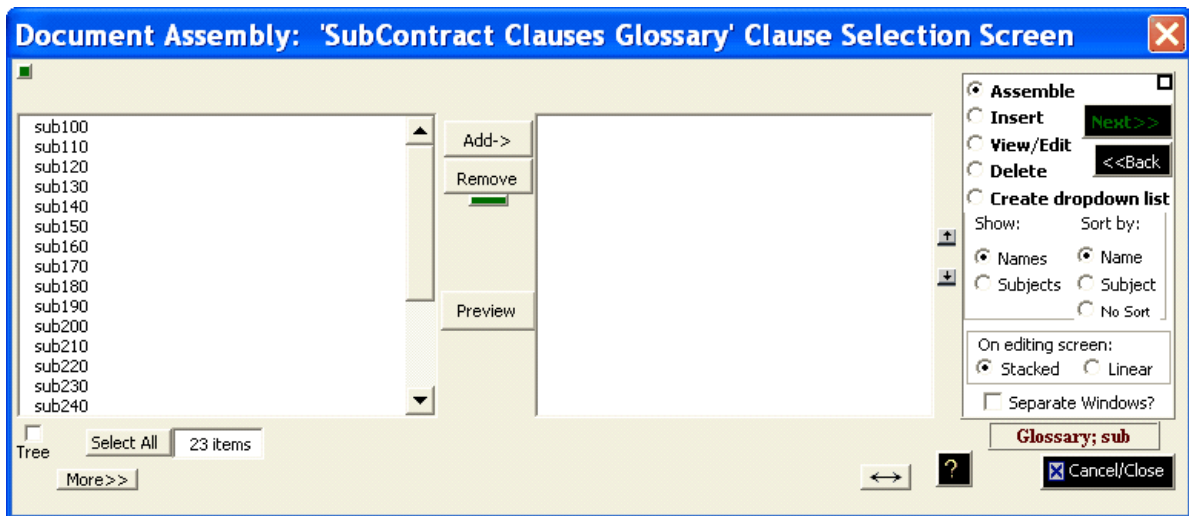 Document Assembly: 'SubContract Clauses Glossary' Clause Selection Screen
sub100
sub110
sub120
sub130
sub140
sub150
sub160
sub170
sub180
sub190
sub200
sub210
sub220
sub230
sub240
Add->
Remove
Preview
Assemble
Insert
Next>>
View/Edit
<<Back
Delete
Create dropdown list
Show: Sort by:
Names Name
Subjects Subject
No Sort
On editing screen:
Stacked Linear
Separate Windows?
Glossary; sub
Tree
Select All 23 items
More>>
?
Cancel/Close